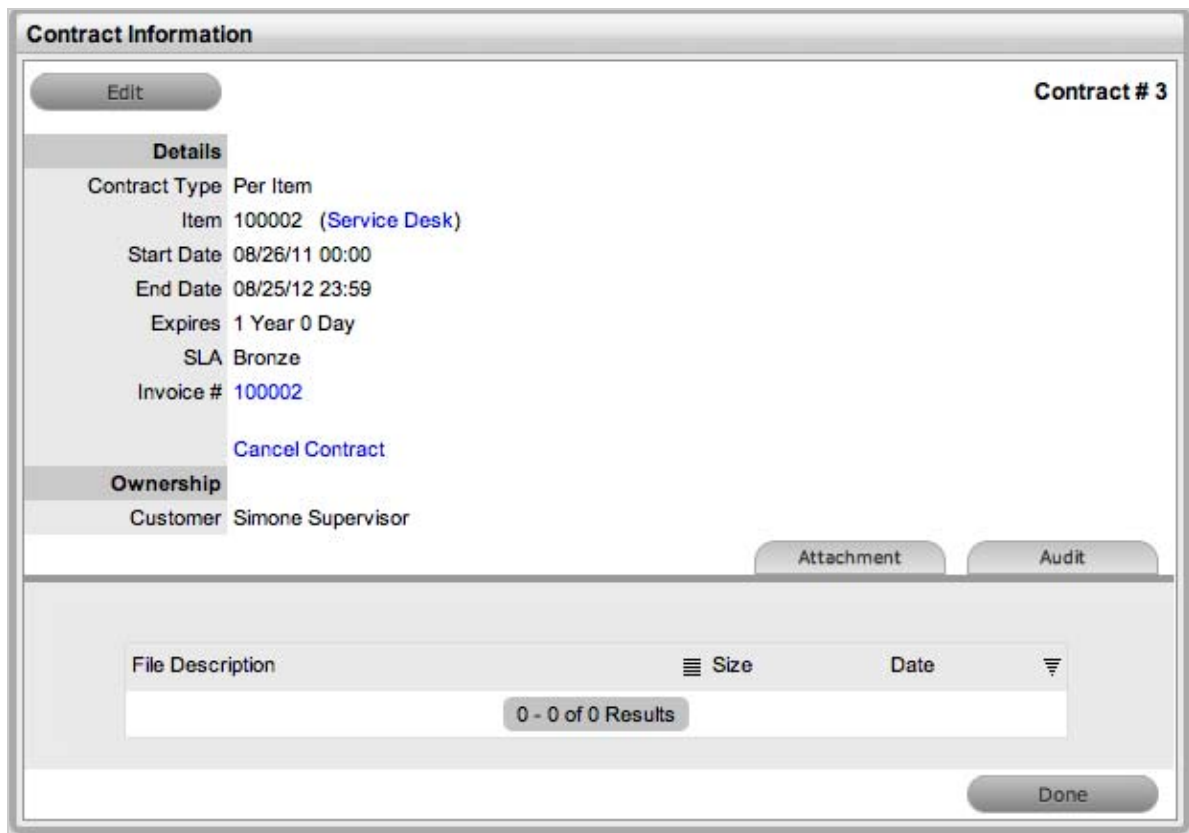 Contract Information
Edit
Contract # 3
Details
Contract Type Per Item
Item 100002 (Service Desk)
Start Date 08/26/11 00:00
End Date 08/25/12 23:59
Expires 1 Year 0 Day
SLA Bronze
Invoice # 100002
Cancel Contract
Ownership
Customer Simone Supervisor
Attachment Audit
File Description Size Date
0 - 0 of 0 Results
Done